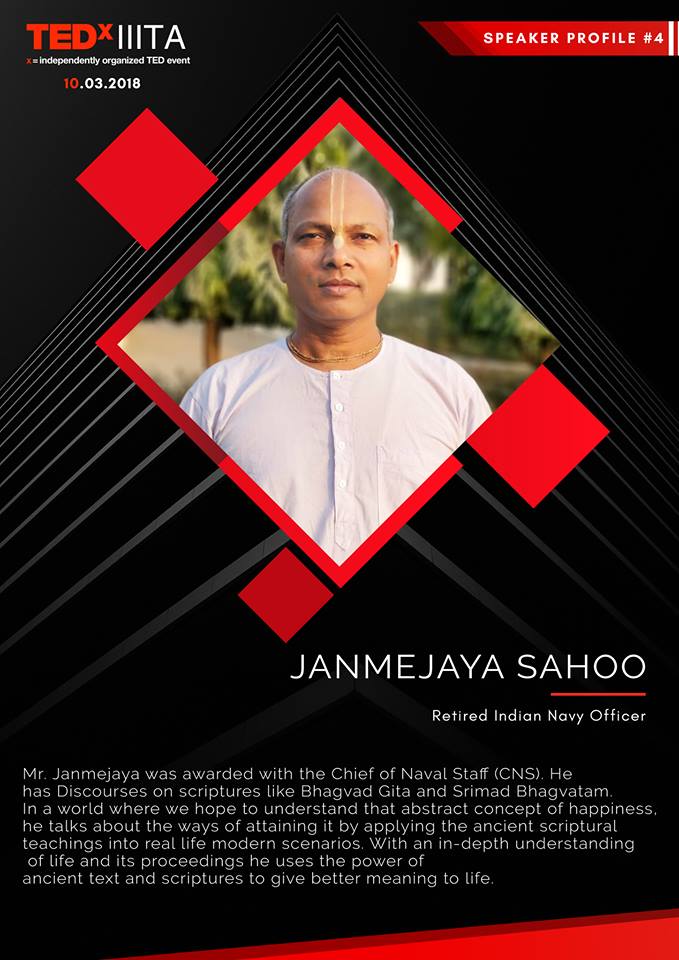 TEDx IIITA
x = independently organized TED event
10.03.2018
SPEAKER PROFILE #4
JANMEJAYA SAHOO
Retired Indian Navy Officer
Mr. Janmejaya was awarded with the Chief of Naval Staff (CNS). He
has Discourses on scriptures like Bhagvad Gita and Srimad Bhagvatam.
In a world where we hope to understand that abstract concept of happiness,
he talks about the ways of attaining it by applying the ancient scriptural
teachings into real life modern scenarios. With an in-depth understanding
of life and its proceedings he uses the power of
ancient text and scriptures to give better meaning to life.